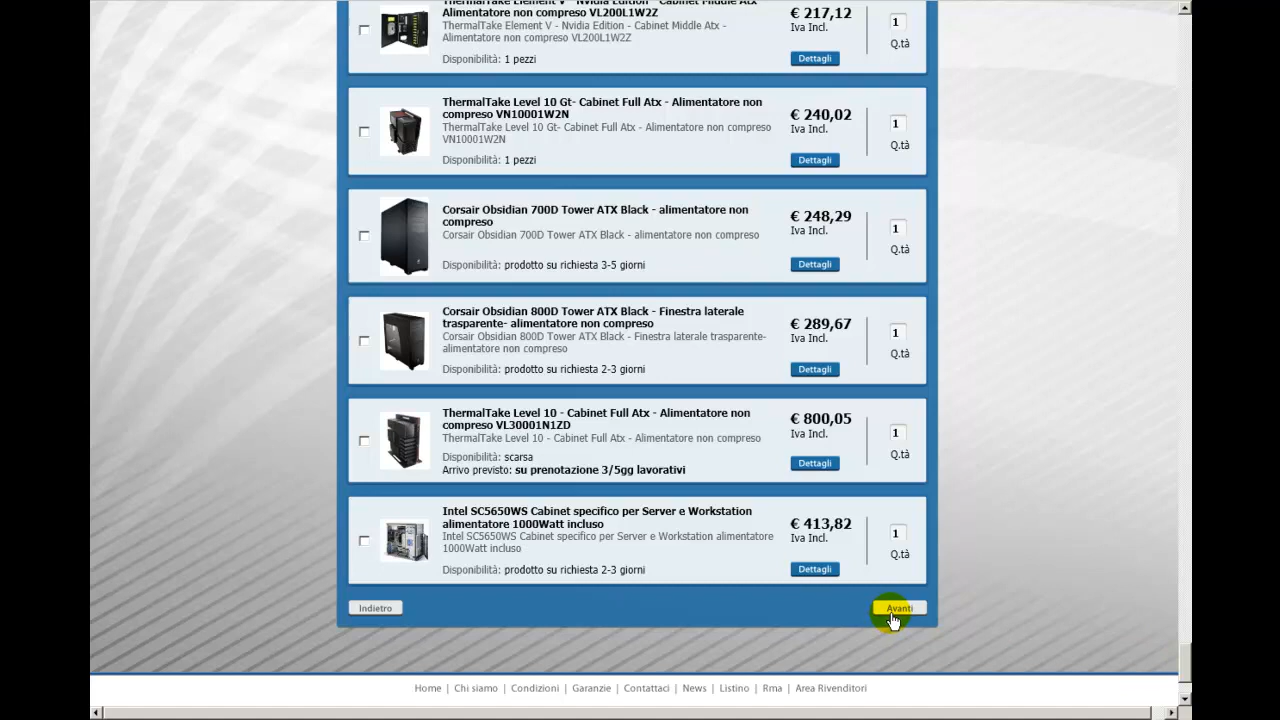 ThermalTake Element V - Nvidia Edition - Cabinet Middle Atx
Alimentatore non compreso VL200L1W2Z
ThermalTake Element V - Nvidia Edition - Cabinet Middle Atx -
Alimentatore non compreso VL200L1W2Z
Disponibilità: 1 pezzi
€ 217,12
Iva Incl.
Dettagli
1
Q.tà
ThermalTake Level 10 Gt- Cabinet Full Atx - Alimentatore non
compreso VN10001W2N
ThermalTake Level 10 Gt- Cabinet Full Atx - Alimentatore non compreso
VN10001W2N
Disponibilità: 1 pezzi
€ 240,02
Iva Incl.
Dettagli
1
Q.tà
Corsair Obsidian 700D Tower ATX Black - alimentatore non
compreso
Corsair Obsidian 700D Tower ATX Black - alimentatore non compreso
Disponibilità: prodotto su richiesta 3-5 giorni
€ 248,29
Iva Incl.
Dettagli
1
Q.tà
Corsair Obsidian 800D Tower ATX Black - Finestra laterale
trasparente- alimentatore non compreso
Corsair Obsidian 800D Tower ATX Black - Finestra laterale trasparente-
alimentatore non compreso
Disponibilità: prodotto su richiesta 2-3 giorni
€ 289,67
Iva Incl.
Dettagli
1
Q.tà
ThermalTake Level 10 - Cabinet Full Atx - Alimentatore non
compreso VL30001N1ZD
ThermalTake Level 10 - Cabinet Full Atx - Alimentatore non compreso
Disponibilità: scarsa
Arrivo previsto: su prenotazione 3/5gg lavorativi
€ 800,05
Iva Incl.
Dettagli
1
Q.tà
Intel SC5650WS Cabinet specifico per Server e Workstation
alimentatore 1000Watt incluso
Intel SC5650WS Cabinet specifico per Server e Workstation alimentatore
1000Watt incluso
Disponibilità: prodotto su richiesta 2-3 giorni
€ 413,82
Iva Incl.
Dettagli
1
Q.tà
Indietro
Avanti
Home | Chi siamo | Condizioni | Garanzie | Contattaci | News | Listino | Rma | Area Rivenditori